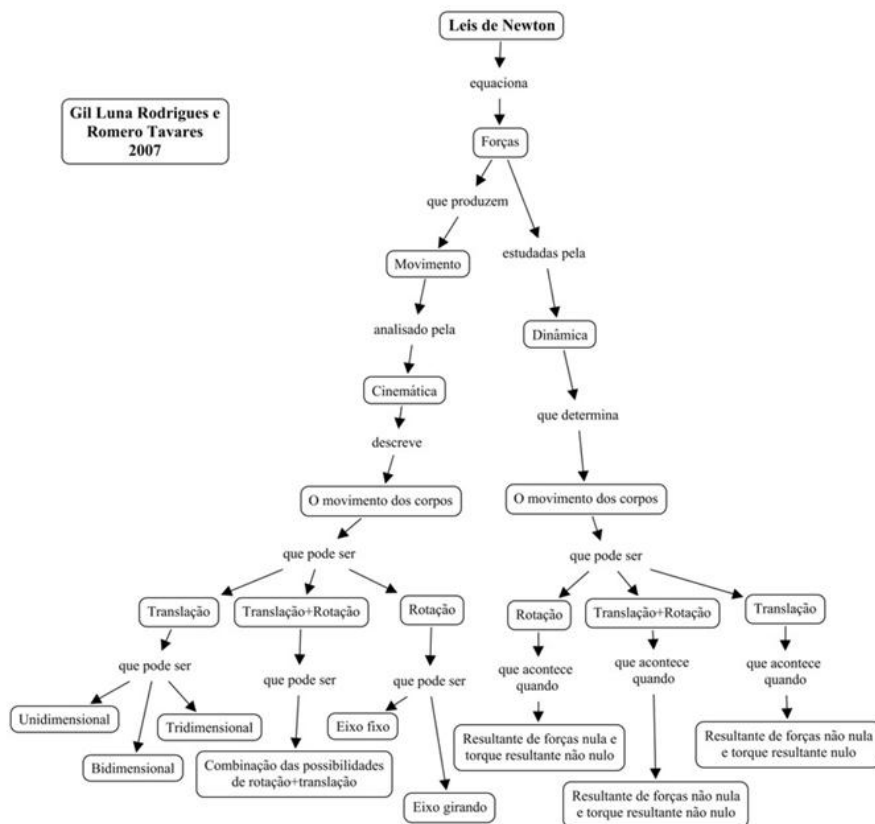 Leis de Newton
equaciona
Gil Luna Rodrigues e
Romero Tavares
2007
Forças
que produzem
estudadas pela
Movimento
analisado pela
Dinâmica
Cinemática
que determina
descreve
O movimento dos corpos
O movimento dos corpos
que pode ser
que pode ser
Translação
Translação+Rotação
Rotação
Rotação
Translação+Rotação
Translação
que pode ser
que pode ser
que pode ser
que acontece
quando
que acontece
quando
que acontece
quando
Unidimensional
Tridimensional
Bidimensional
Combinação das possibilidades
de rotação+translação
Eixo fixo
Eixo girando
Resultante de forças nula e
torque resultante não nulo
Resultante de forças não nula
e torque resultante não nulo
Resultante de forças não nula
e torque resultante nulo